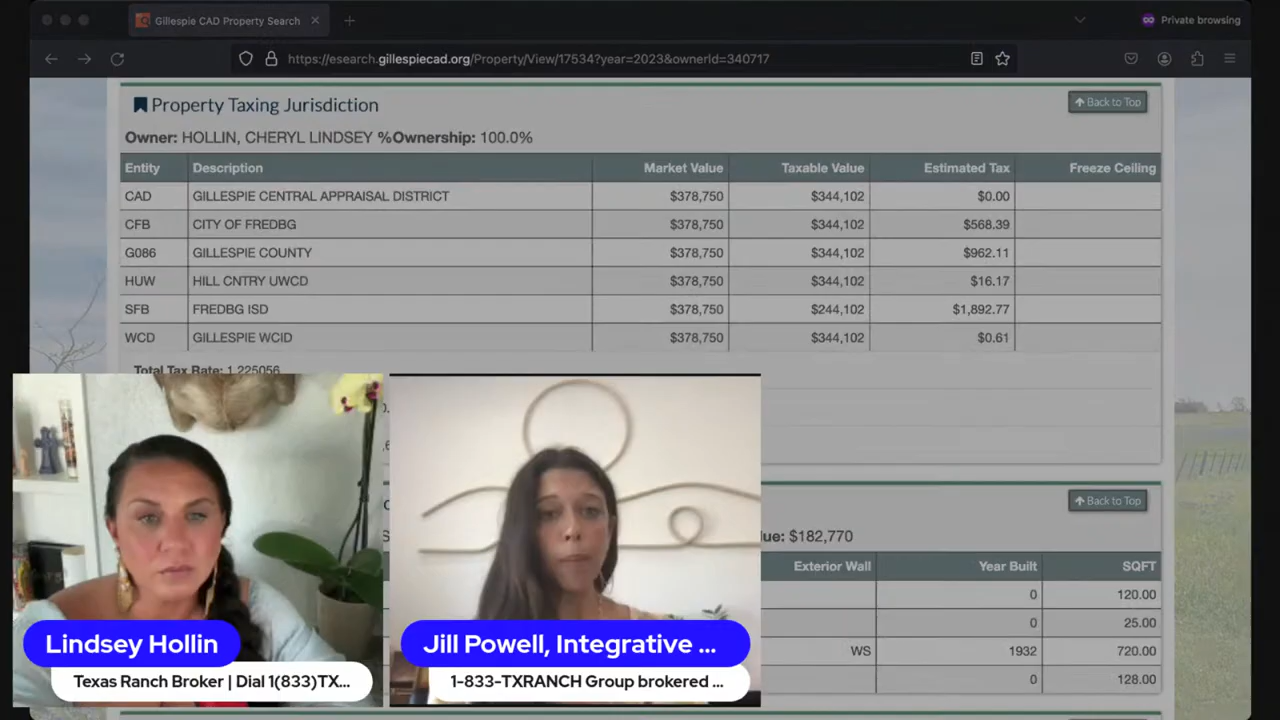 Gillespie CAD Property Search
Private browsing
https://esearch.gillespiecad.org/Property/View/17534?year=2023&ownerId=340717
Property Taxing Jurisdiction
Back to Top
Owner: HOLLIN, CHERYL LINDSEY %Ownership: 100.0%
Entity Description Market Value Taxable Value Estimated Tax Freeze Ceiling
CAD GILLESPIE CENTRAL APPRAISAL DISTRICT $378,750 $344,102 $0.00
CFB CITY OF FREDBG $378,750 $344,102 $568.39
G086 GILLESPIE COUNTY $378,750 $344,102 $962.11
HUW HILL CNTRY UWCD $378,750 $344,102 $16.17
SFB FREDBG ISD $378,750 $244,102 $1,892.77
WCD GILLESPIE WCID $378,750 $344,102 $0.61
Total Tax Rate: 1.225056
Back to Top
lue: $182,770
Exterior Wall Year Built SQFT
0 120.00
0 25.00
WS 1932 720.00
0 128.00
Lindsey Hollin
Texas Ranch Broker | Dial 1(833)TX...
Jill Powell, Integrative ...
1-833-TXRANCH Group brokered ...